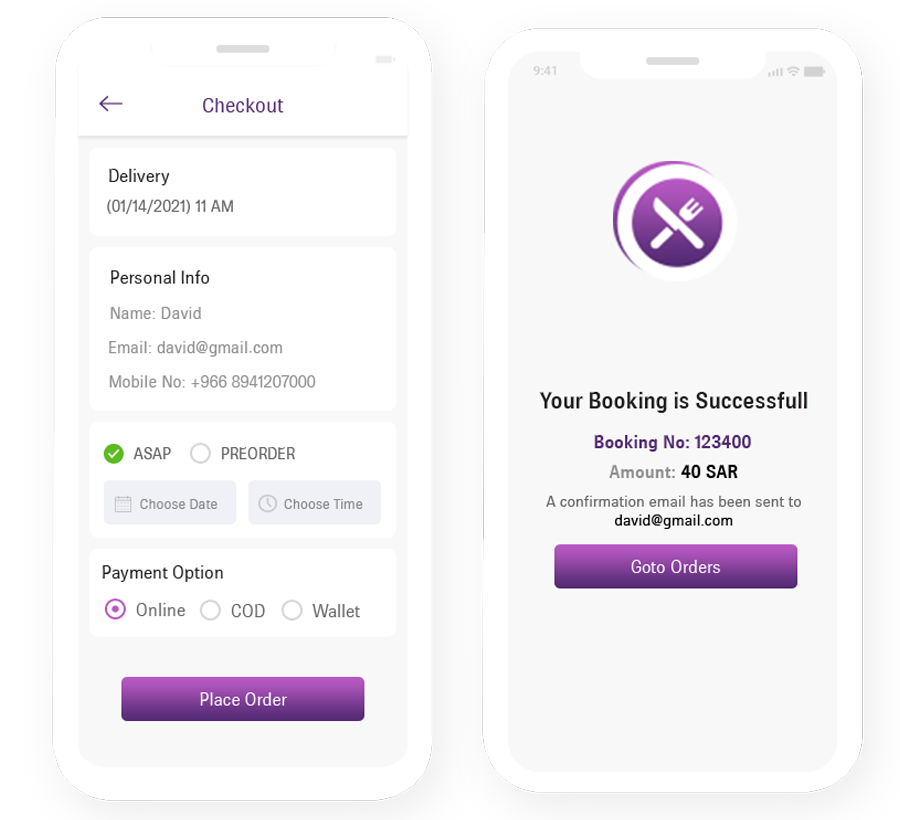 Checkout
Delivery
(01/14/2021) 11 AM
Personal Info
Name: David
Email: david@gmail.com
Mobile No: +966 8941207000
ASAP PREORDER
Choose Date Choose Time
Payment Option
Online COD Wallet
Place Order
9:41
Your Booking is Successfull
Booking No: 123400
Amount: 40 SAR
A confirmation email has been sent to
david@gmail.com
Goto Orders